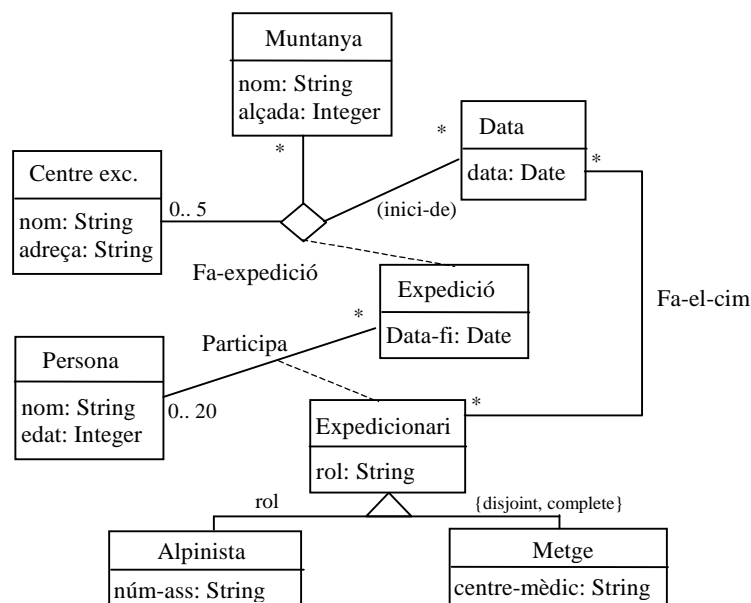 Muntanya
nom: String
alçada: Integer
*
*
Data
data: Date
*
Centre exc.
nom: String
adreça: String
0.. 5
(inici-de)
Fa-expedició
Expedició
Data-fi: Date
*
Fa-el-cim
Participa
Persona
nom: String
edat: Integer
0.. 20
Expedicionari
rol: String
*
rol
{disjoint, complete}
Alpinista
núm-ass: String
Metge
centre-mèdic: String